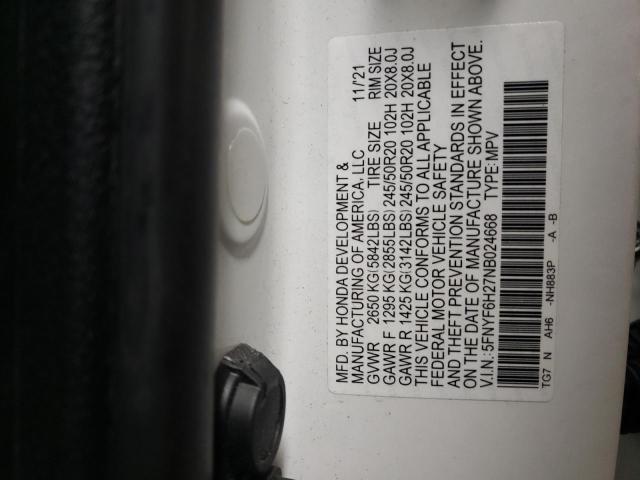 MFD. BY HONDA DEVELOPMENT &
MANUFACTURING OF AMERICA, LLC 11/'21
GVWR 2650 KG(5842LBS) TIRE SIZE RIM SIZE
GAWR F 1295 KG(2855LBS) 245/50R20 102H 20X8.0J
GAWR R 1425 KG(3142LBS) 245/50R20 102H 20X8.0J
THIS VEHICLE CONFORMS TO ALL APPLICABLE
FEDERAL MOTOR VEHICLE SAFETY
AND THEFT PREVENTION STANDARDS IN EFFECT
ON THE DATE OF MANUFACTURE SHOWN ABOVE.
V.I.N.:5FNYF6H27NB024668 TYPE:MPV
TG7 N AH6 -NH883P -A -B